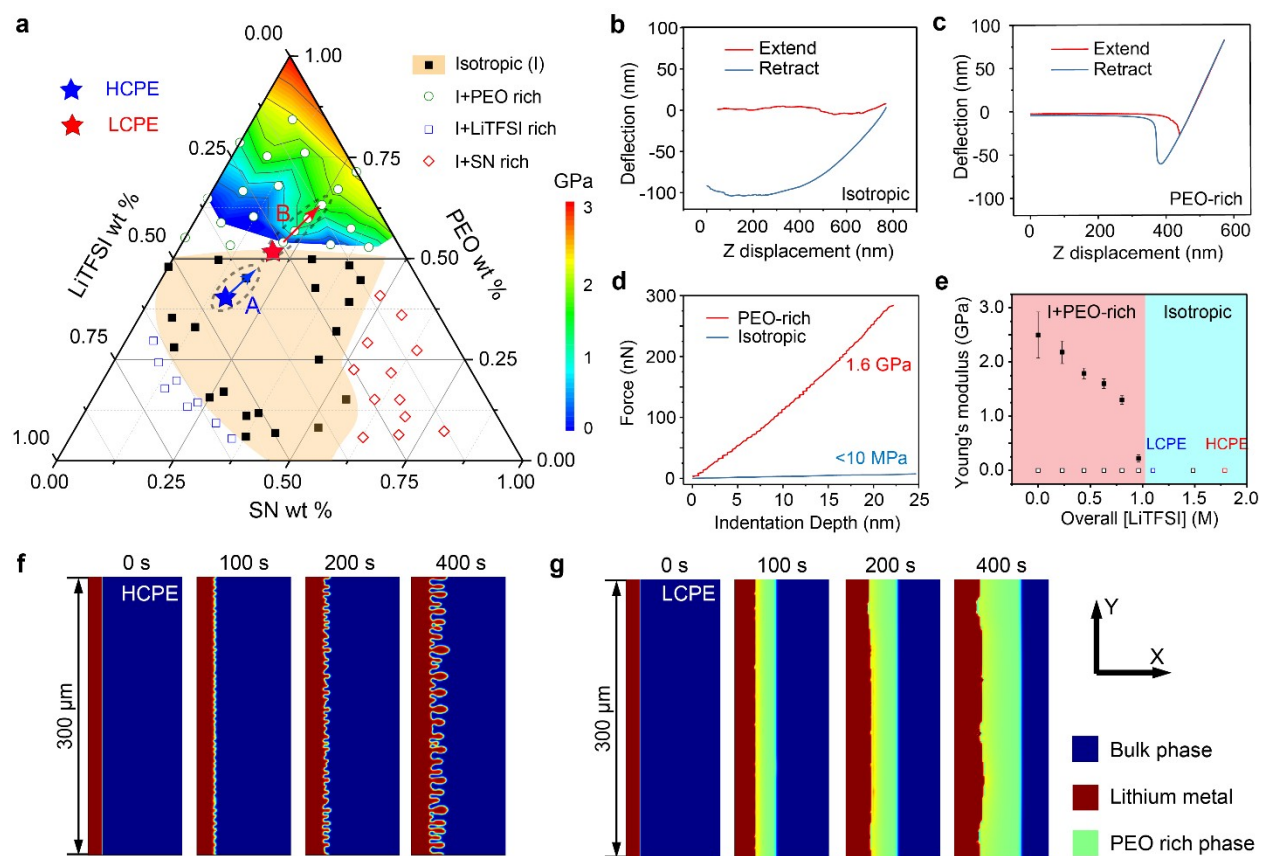 a
0.00
1.00
HCPE
LCPE
Isotropic (I)
I+PEO rich
I+LiTFSI rich
I+SN rich
0.25
0.75
GPa
3
2
1
0
B
LiTFSI wt %
PEO wt %
0.50
0.50
A
0.75
0.25
1.00
0.00
0.00
0.25
0.50
0.75
1.00
SN wt %
b
Extend
Retract
100
50
0
-50
-100
Deflection (nm)
Isotropic
0 200 400 600 800
Z displacement (nm)
c
Extend
Retract
100
50
0
-50
100
Deflection (nm)
PEO-rich
0 200 400 600
Z displacement (nm)
d
300
250
200
150
100
50
0
Force (nN)
PEO-rich
Isotropic
1.6 GPa
<10 MPa
0 5 10 15 20 25
Indentation Depth (nm)
e
3.0
2.0
1.0
0.0
Young's modulus (GPa)
I+PEO-rich
Isotropic
LCPE
HCPE
0.0 0.5 1.0 1.5 2.0
Overall [LiTFSI] (M)
f
0 s 100 s 200 s 400 s
HCPE
300 µm
g
0 s 100 s 200 s 400 s
LCPE
300 µm
Y
X
Bulk phase
Lithium metal
PEO rich phase